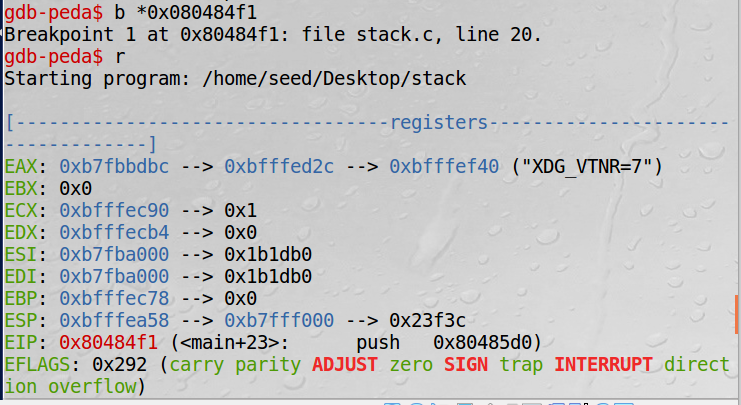 gdb-peda$ b *0x080484f1
Breakpoint 1 at 0x80484f1: file stack.c, line 20.
gdb-peda$ r
Starting program: /home/seed/Desktop/stack
[----------------------------------registers----------------------
-------------]
EAX: 0xb7fbbdbc --> 0xbfffed2c --> 0xbfffef40 ("XDG_VTNR=7")
EBX: 0x0
ECX: 0xbfffec90 --> 0x1
EDX: 0xbfffecb4 --> 0x0
ESI: 0xb7fba000 --> 0x1b1db0
EDI: 0xb7fba000 --> 0x1b1db0
EBP: 0xbfffec78 --> 0x0
ESP: 0xbfffea58 --> 0xb7fff000 --> 0x23f3c
EIP: 0x80484f1 (<main+23>:      push   0x80485d0)
EFLAGS: 0x292 (carry parity ADJUST zero SIGN trap INTERRUPT direct
ion overflow)